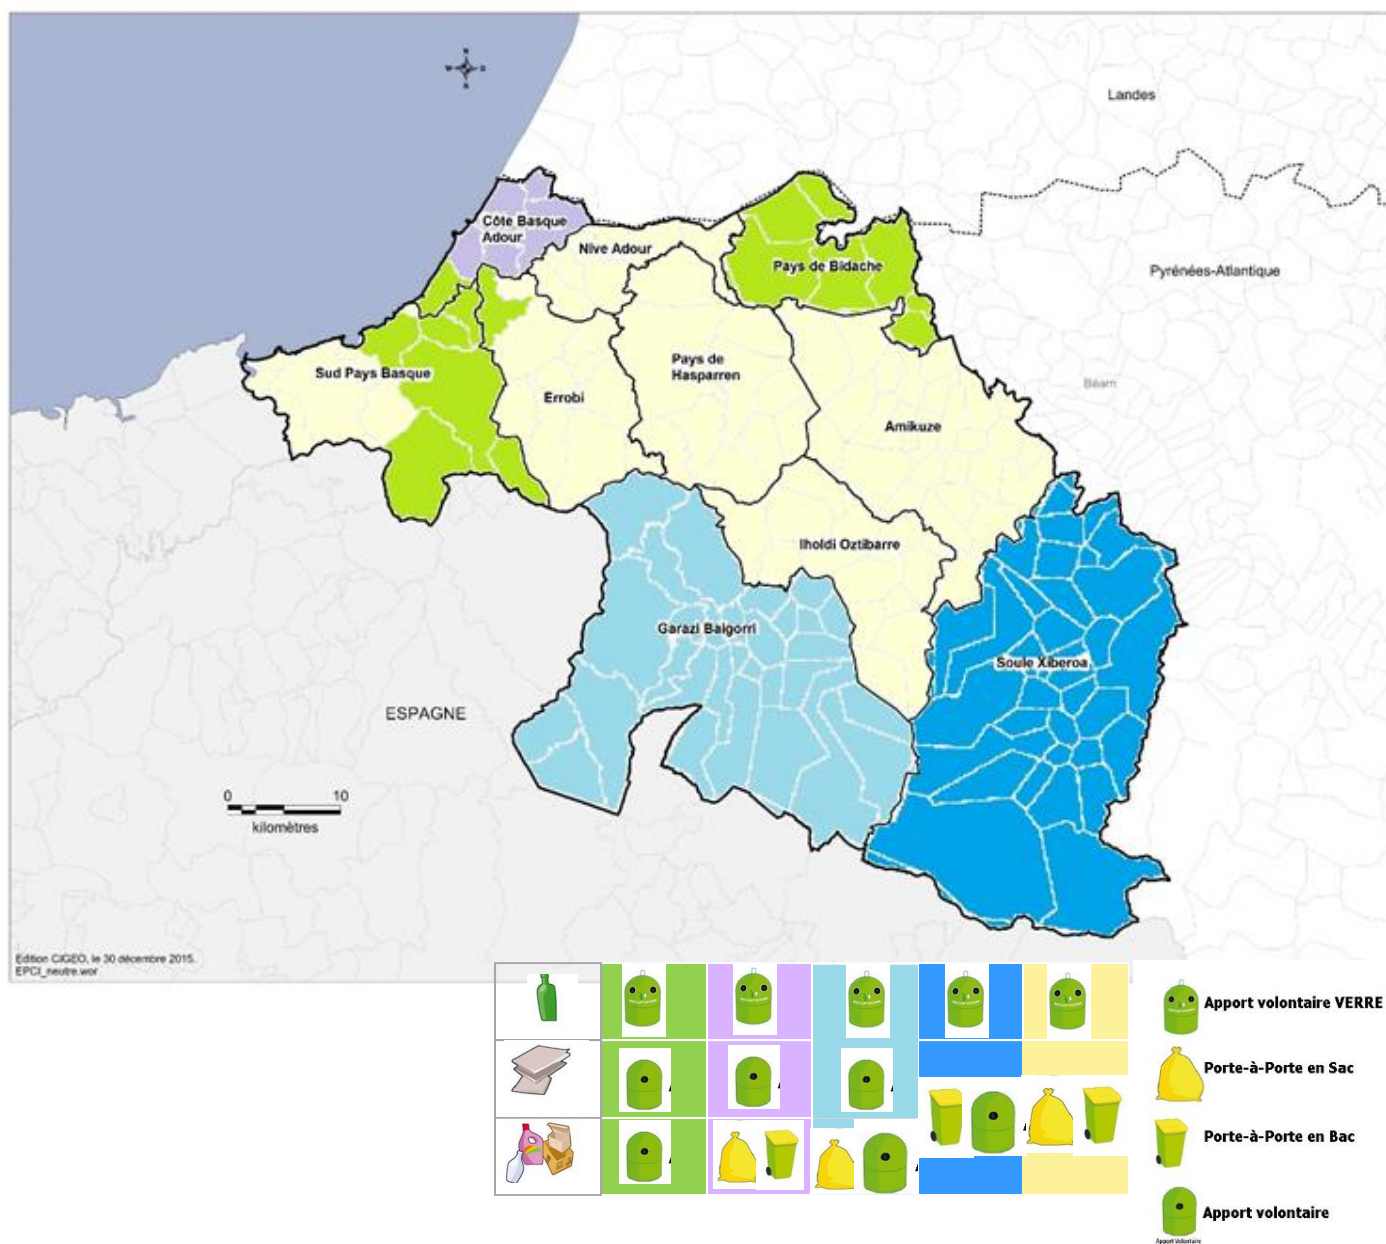 N
Landes
Côte Basque
Adour
Nive Adour
Pays de Bidache
Pyrénées-Atlantique
Sud Pays Basque
Pays de
Hasparren
Béarn
Errobi
Amikuze
Iholdi Oztibarre
Garazi Baigorri
Soule Xiberoa
ESPAGNE
0 10
kilomètres
Edition CIGEO, le 30 décembre 2015.
EPCI_neutre.wor
Apport volontaire VERRE
Porte-à-Porte en Sac
Porte-à-Porte en Bac
Apport volontaire
Apport Volontaire